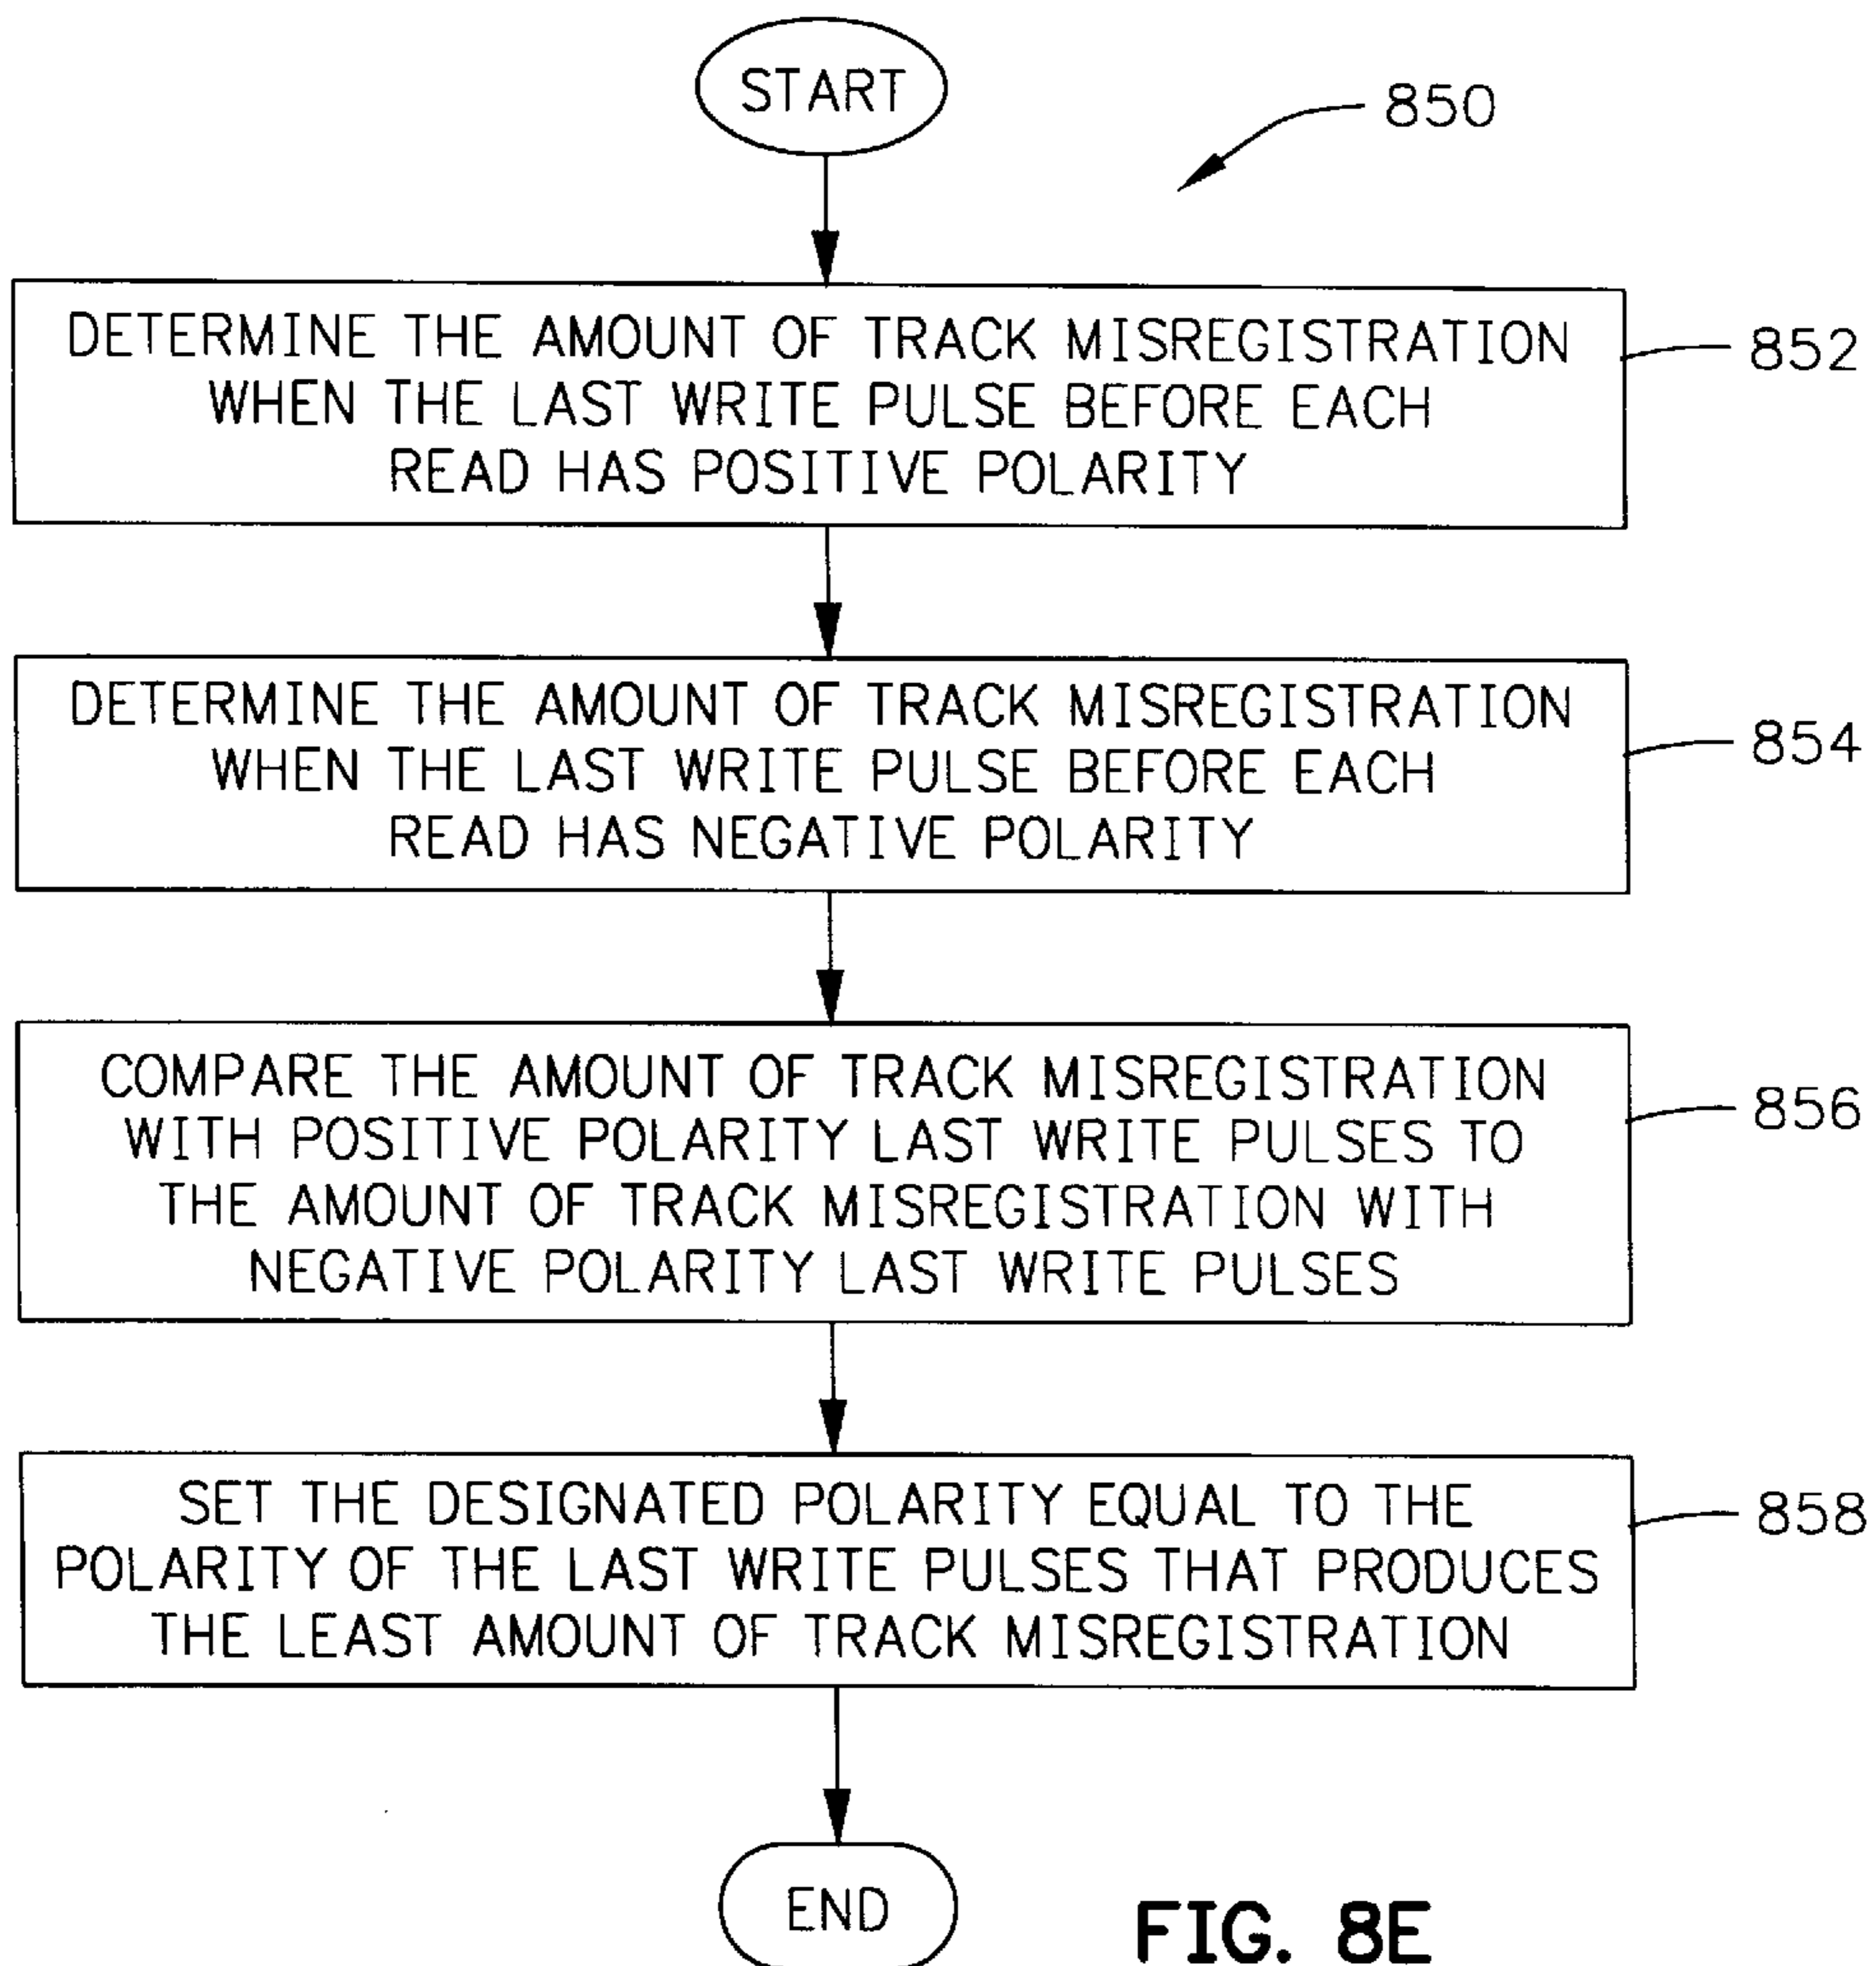 START
850
DETERMINE THE AMOUNT OF TRACK MISREGISTRATION
WHEN THE LAST WRITE PULSE BEFORE EACH
READ HAS POSITIVE POLARITY
852
DETERMINE THE AMOUNT OF TRACK MISREGISTRATION
WHEN THE LAST WRITE PULSE BEFORE EACH
READ HAS NEGATIVE POLARITY
854
COMPARE THE AMOUNT OF TRACK MISREGISTRATION
WITH POSITIVE POLARITY LAST WRITE PULSES TO
THE AMOUNT OF TRACK MISREGISTRATION WITH
NEGATIVE POLARITY LAST WRITE PULSES
856
SET THE DESIGNATED POLARITY EQUAL TO THE
POLARITY OF THE LAST WRITE PULSES THAT PRODUCES
THE LEAST AMOUNT OF TRACK MISREGISTRATION
858
END
FIG. 8E